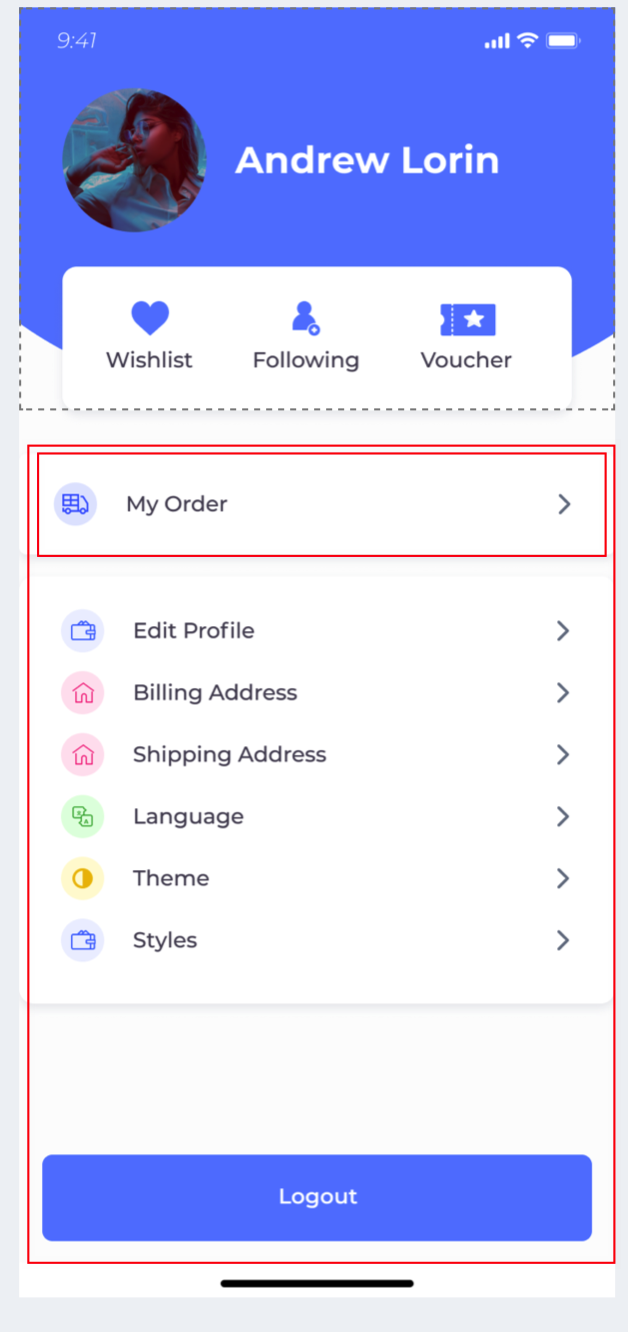 9:41
Andrew Lorin
Wishlist Following Voucher
My Order
Edit Profile
Billing Address
Shipping Address
Language
Theme
Styles
Logout